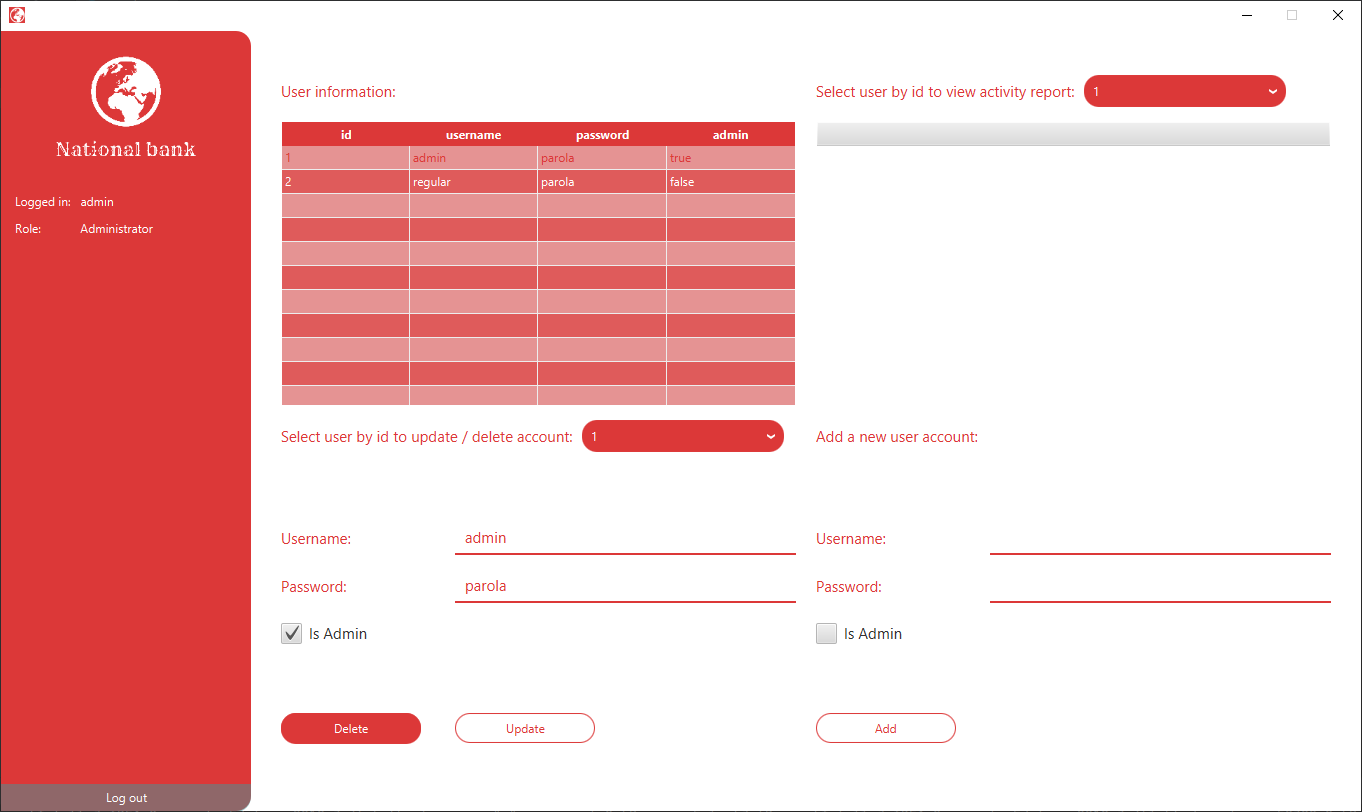 National bank
Logged in: admin
Role: Administrator
Log out
User information:
id username password admin
1 admin parola true
2 regular parola false
Select user by id to update / delete account: 1
Username: admin
Password: parola
Is Admin
Delete Update
Select user by id to view activity report: 1
Add a new user account:
Username:
Password:
Is Admin
Add